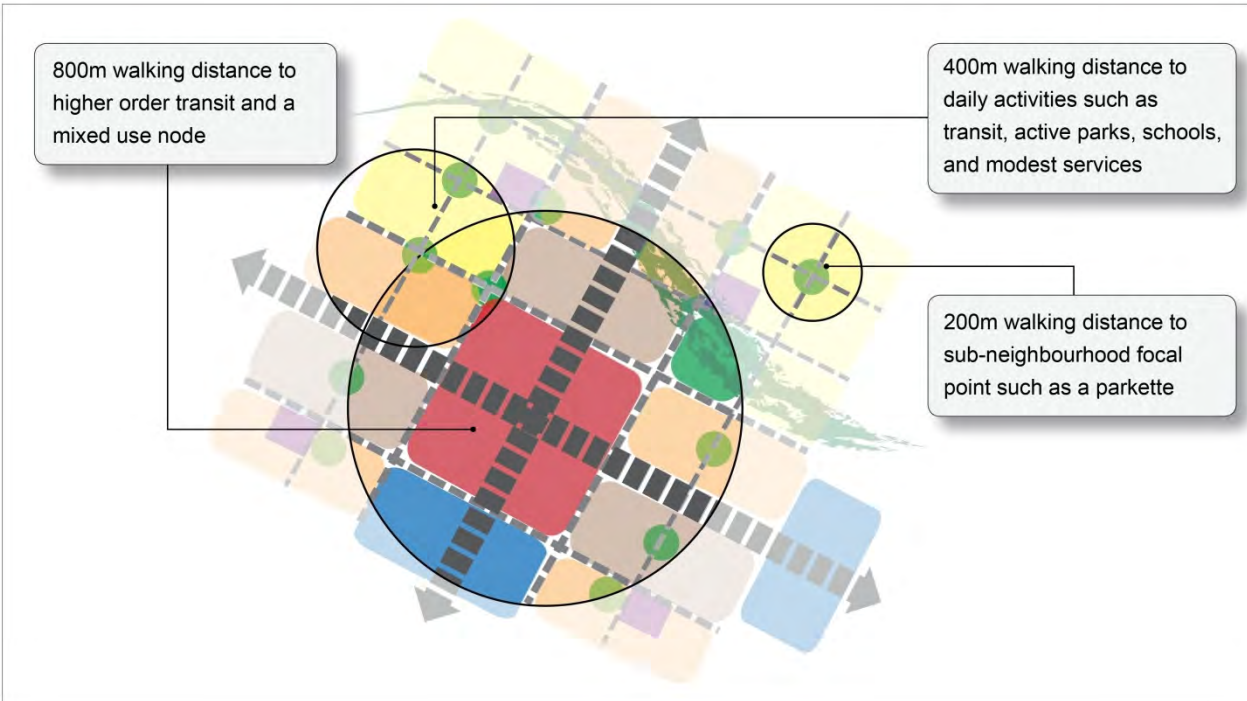 800m walking distance to
higher order transit and a
mixed use node
400m walking distance to
daily activities such as
transit, active parks, schools,
and modest services
200m walking distance to
sub-neighbourhood focal
point such as a parkette